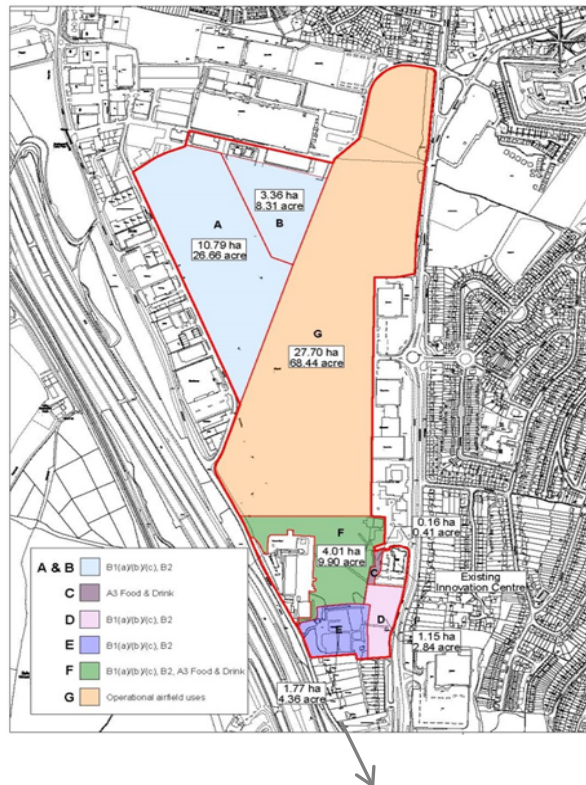 3.36 ha
8.31 acre
B
A
10.79 ha
26.66 acre
G
27.70 ha
68.44 acre
F
4.01 ha
9.90 acre
0.16 ha
0.41 acre
C
Existing
Innovation Centre
D
E
1.15 ha
2.84 acre
1.77 ha
4.36 acre
A & B B1(a)/(b)/(c), B2
C A3 Food & Drink
D B1(a)/(b)/(c), B2
E B1(a)/(b)/(c), B2
F B1(a)/(b)/(c), B2, A3 Food & Drink
G Operational airfield uses